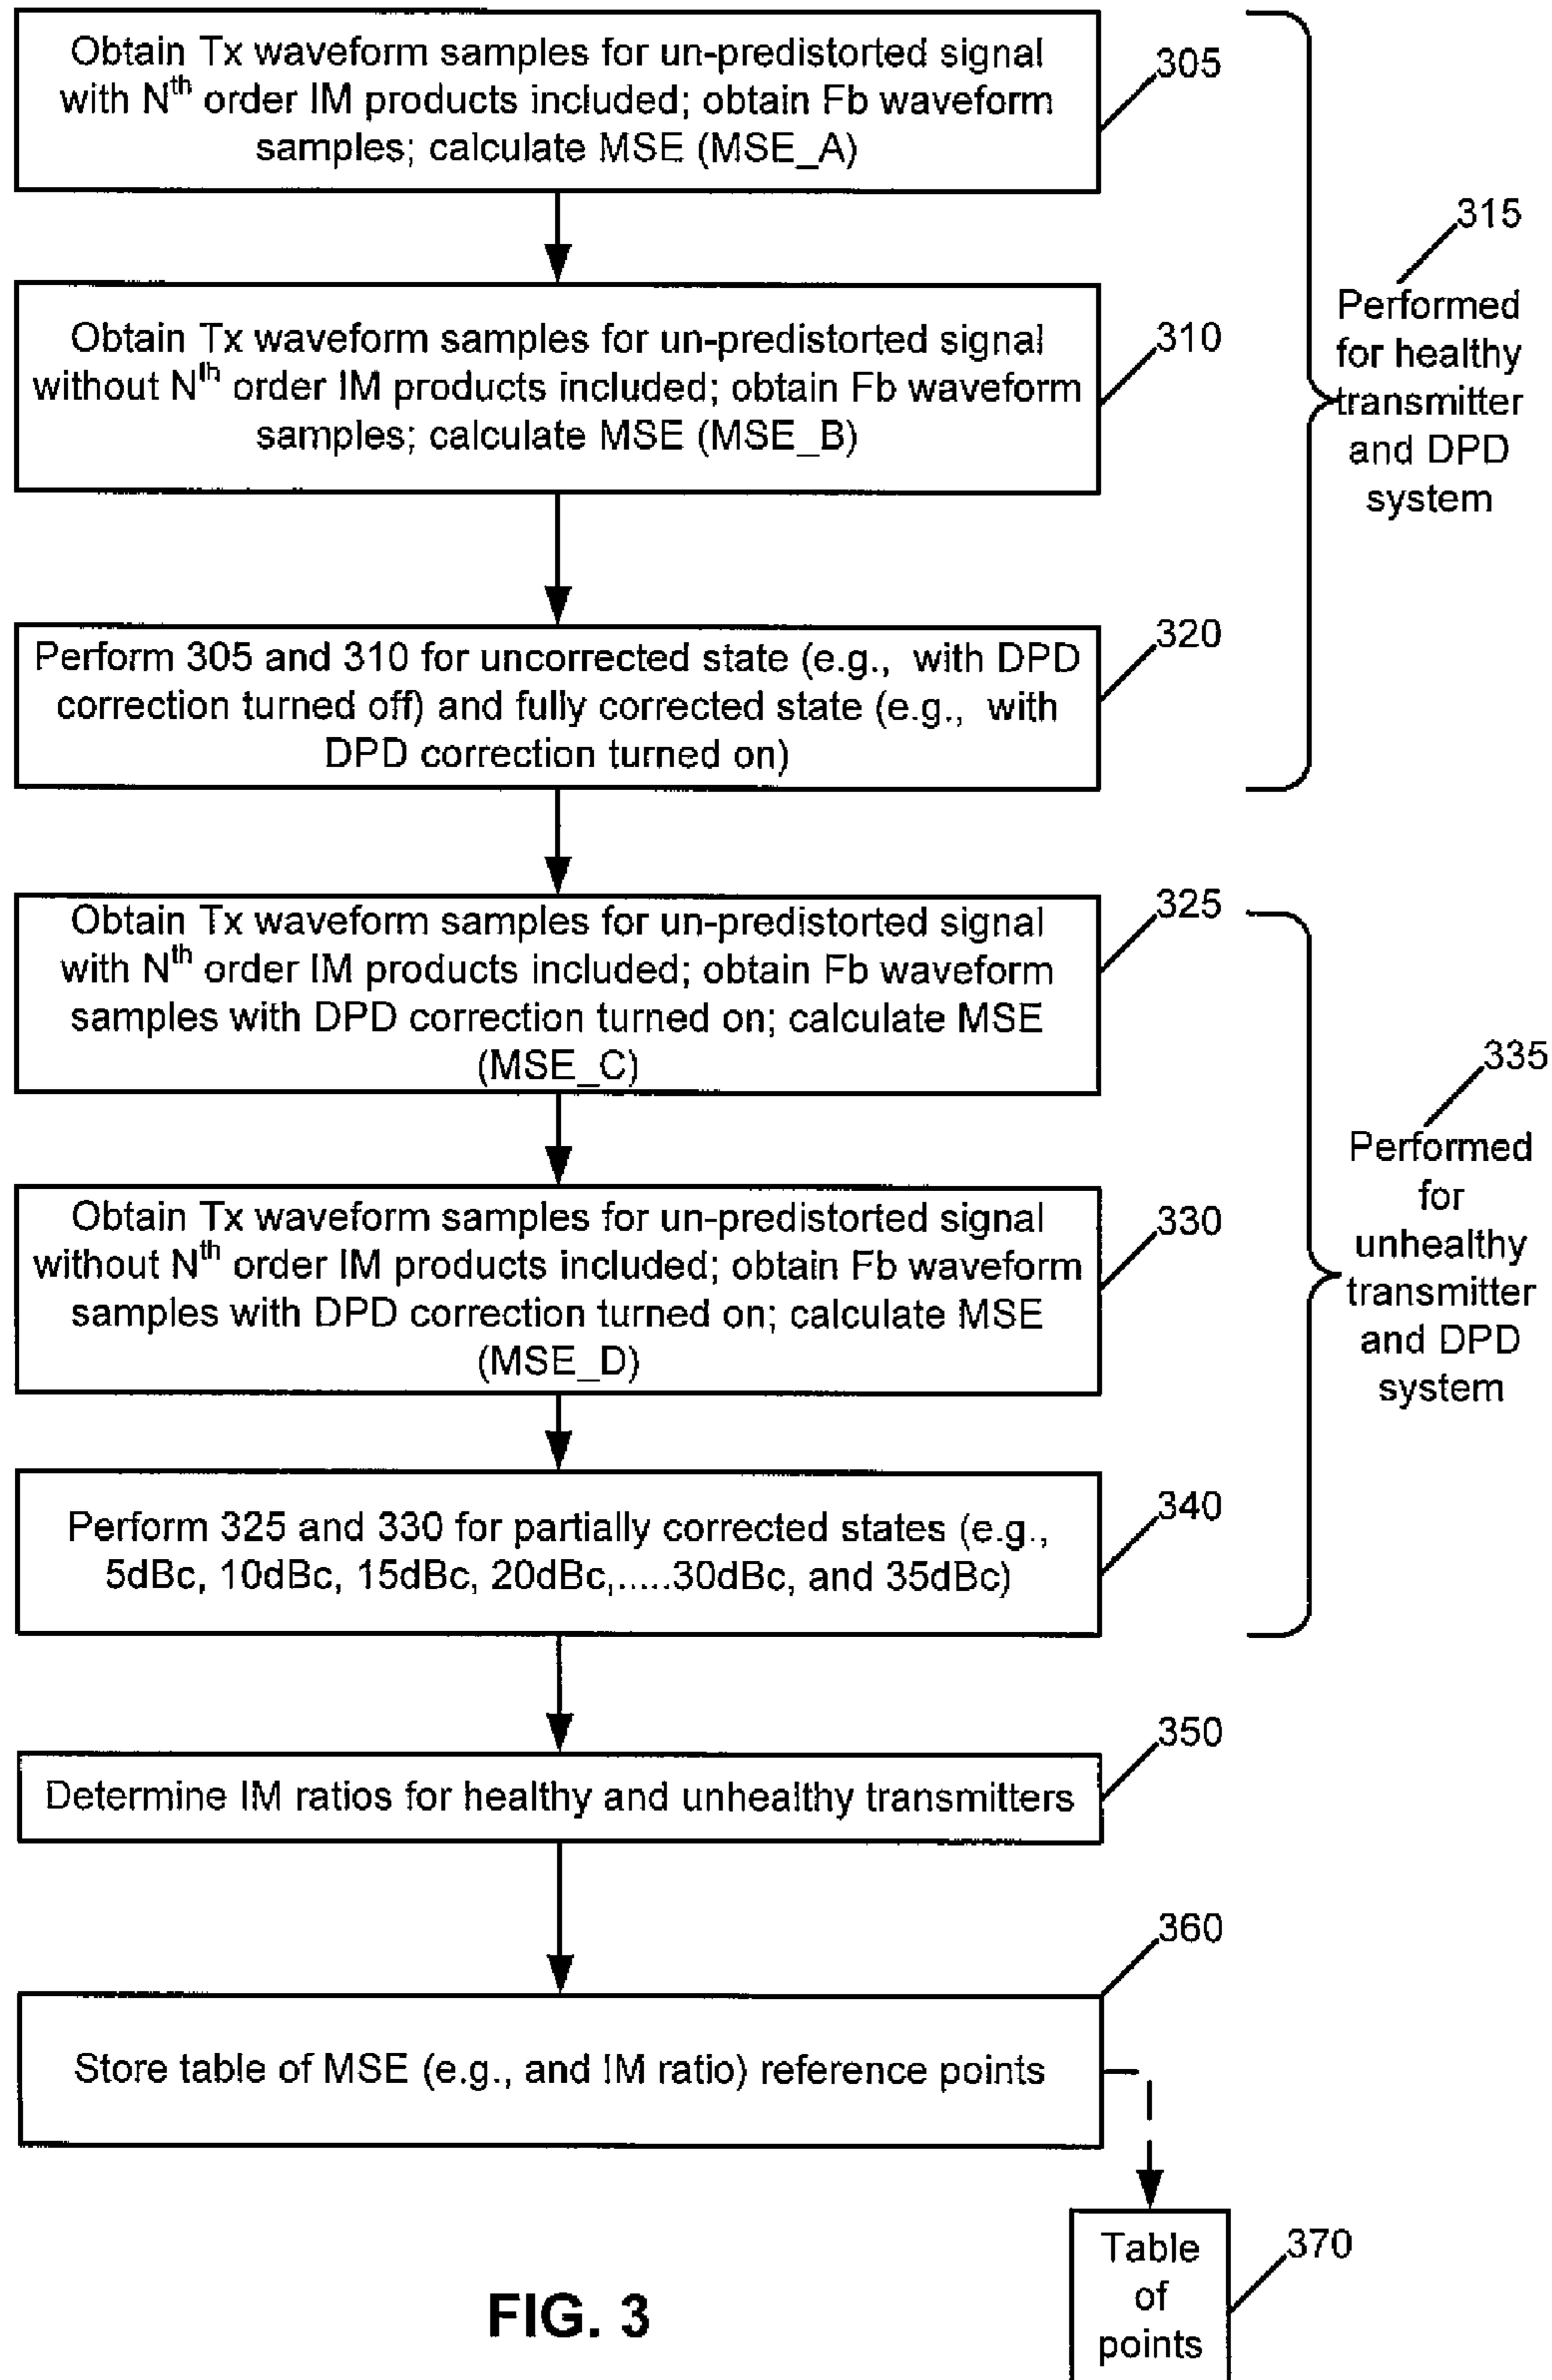 Obtain Tx waveform samples for un-predistorted signal
with Nth order IM products included; obtain Fb waveform
samples; calculate MSE (MSE_A)
305
Obtain Tx waveform samples for un-predistorted signal
without Nth order IM products included; obtain Fb waveform
samples; calculate MSE (MSE_B)
310
315
Performed
for healthy
transmitter
and DPD
system
Perform 305 and 310 for uncorrected state (e.g., with DPD
correction turned off) and fully corrected state (e.g., with
DPD correction turned on)
320
Obtain Tx waveform samples for un-predistorted signal
with Nth order IM products included; obtain Fb waveform
samples with DPD correction turned on; calculate MSE
(MSE_C)
325
Obtain Tx waveform samples for un-predistorted signal
without Nth order IM products included; obtain Fb waveform
samples with DPD correction turned on; calculate MSE
(MSE_D)
330
335
Performed
for
unhealthy
transmitter
and DPD
system
Perform 325 and 330 for partially corrected states (e.g.,
5dBc, 10dBc, 15dBc, 20dBc,.....30dBc, and 35dBc)
340
Determine IM ratios for healthy and unhealthy transmitters
350
Store table of MSE (e.g., and IM ratio) reference points
360
Table
of
points
370
FIG. 3